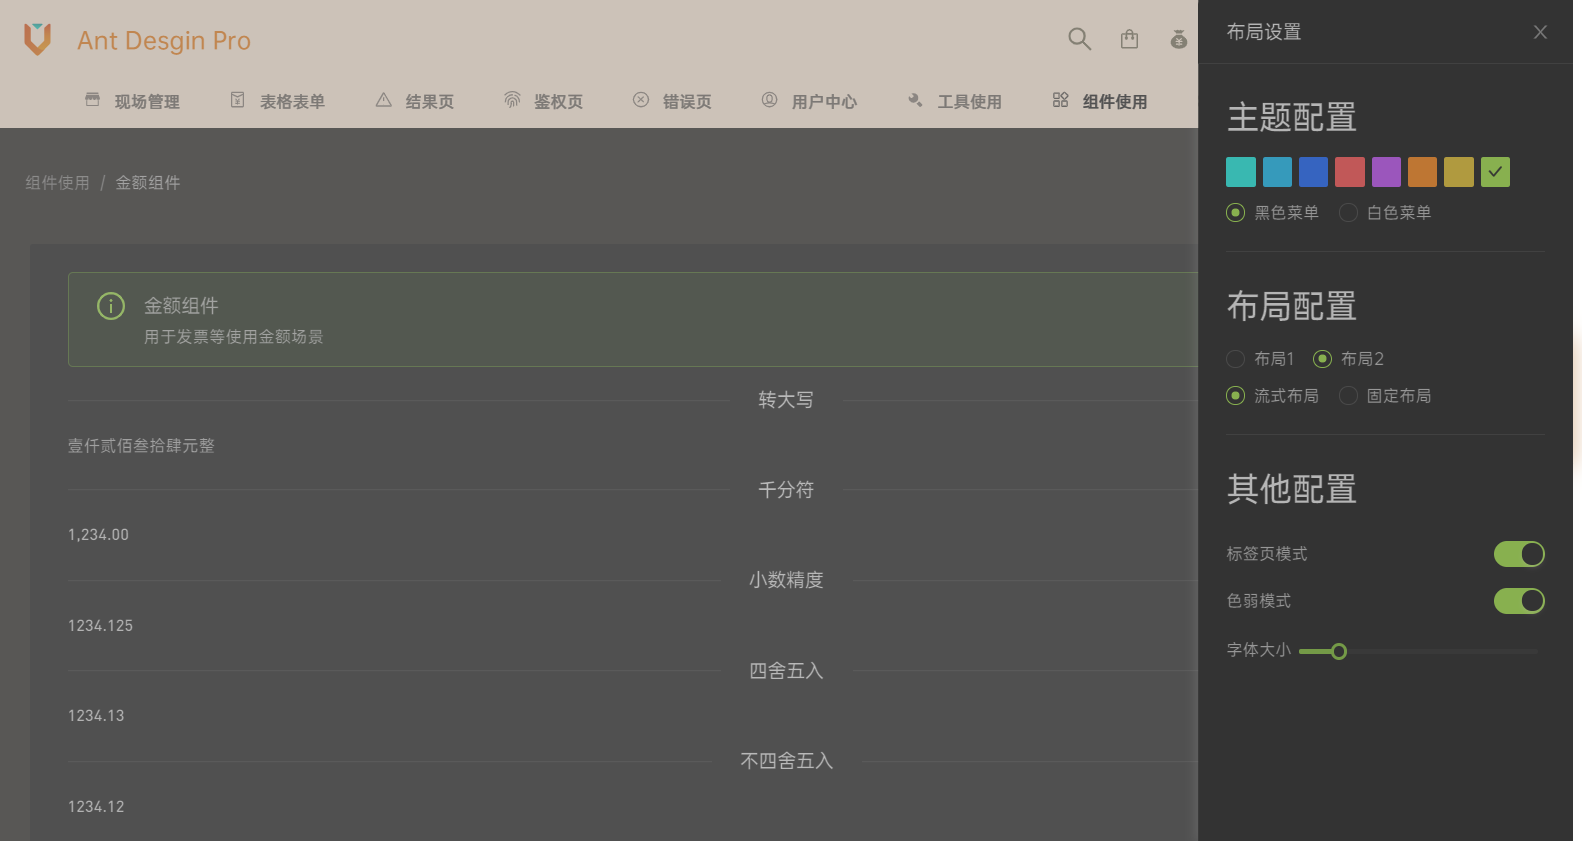 Ant Desgin Pro
现场管理 表格表单 结果页 鉴权页 错误页 用户中心 工具使用 组件使用
组件使用 / 金额组件
金额组件
用于发票等使用金额场景
转大写
壹仟贰佰叁拾肆元整
千分符
1,234.00
小数精度
1234.125
四舍五入
1234.13
不四舍五入
1234.12
布局设置
主题配置
黑色菜单 白色菜单
布局配置
布局1 布局2
流式布局 固定布局
其他配置
标签页模式
色弱模式
字体大小